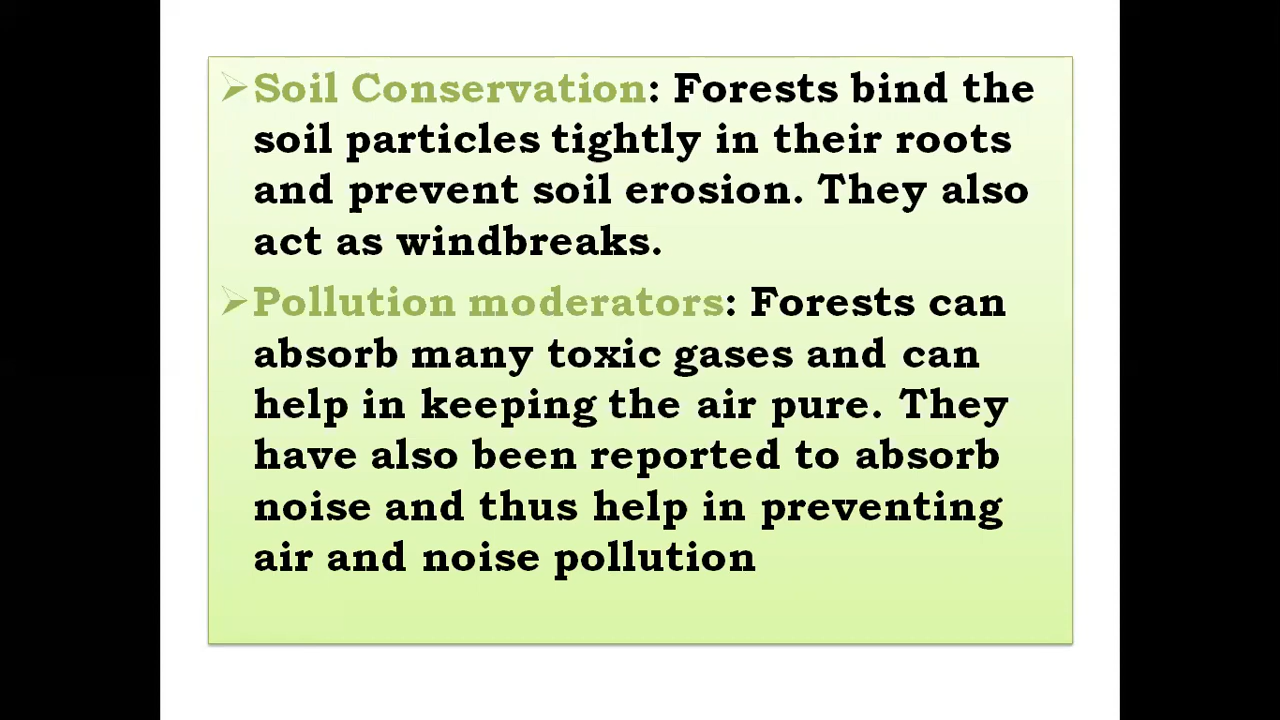 ➢Soil Conservation: Forests bind the
soil particles tightly in their roots
and prevent soil erosion. They also
act as windbreaks.
➢Pollution moderators: Forests can
absorb many toxic gases and can
help in keeping the air pure. They
have also been reported to absorb
noise and thus help in preventing
air and noise pollution